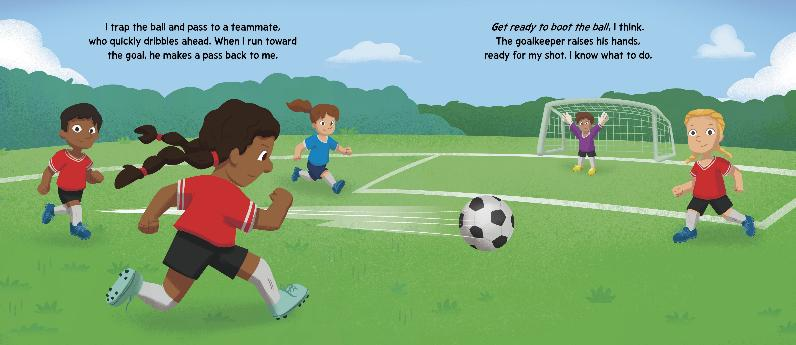 I trap the ball and pass to a teammate,
who quickly dribbles ahead. When I run toward
the goal, he makes a pass back to me.
Get ready to boot the ball, I think.
The goalkeeper raises his hands,
ready for my shot. I know what to do.